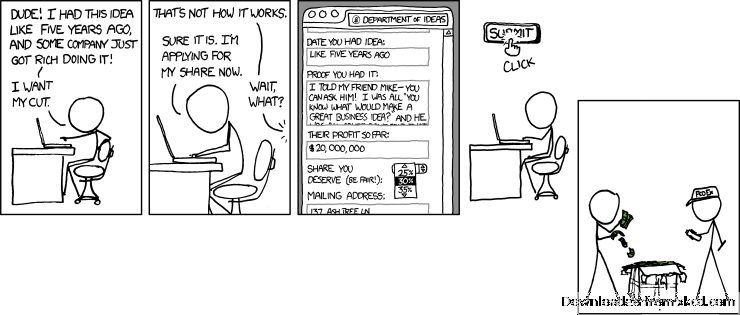 DUDE! I HAD THIS IDEA
LIKE FIVE YEARS AGO,
AND SOME COMPANY JUST
GOT RICH DOING IT!
I WANT
MY CUT.
THAT'S NOT HOW IT WORKS.
SURE IT IS. I'M
APPLYING FOR
MY SHARE NOW.
WAIT,
WHAT?
DEPARTMENT OF IDEAS
DATE YOU HAD IDEA:
LIKE FIVE YEARS AGO
PROOF YOU HAD IT:
I TOLD MY FRIEND MIKE—YOU
CAN ASK HIM! I WAS ALL "YOU
KNOW WHAT WOULD MAKE A
GREAT BUSINESS IDEA? AND HE
THEIR PROFIT SO FAR:
$20,000,000
SHARE YOU
DESERVE (BE FAIR!):
25%
30%
35%
MAILING ADDRESS:
137 ASH TREE LN
SUBMIT
CLICK
FEDEX